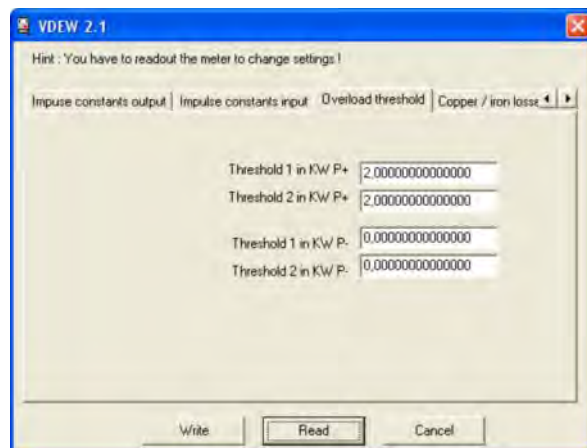 VDEW 2.1
Hint : You have to readout the meter to change settings !
Impuse constants output Impulse constants input Overload threshold Copper / iron losse
Threshold 1 in KW P+ 2,00000000000000
Threshold 2 in KW P+ 2,00000000000000
Threshold 1 in KW P- 0,00000000000000
Threshold 2 in KW P- 0,00000000000000
Write Read Cancel